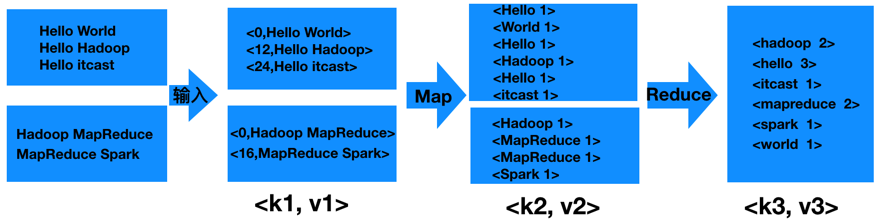 Hello World
Hello Hadoop
Hello itcast
Hadoop MapReduce
MapReduce Spark
输入
<0,Hello World>
<12,Hello Hadoop>
<24,Hello itcast>
<0,Hadoop MapReduce>
<16,MapReduce Spark>
<k1, v1>
Map
<Hello 1>
<World 1>
<Hello 1>
<Hadoop 1>
<Hello 1>
<itcast 1>
<Hadoop 1>
<MapReduce 1>
<MapReduce 1>
<Spark 1>
<k2, v2>
Reduce
<hadoop 2>
<hello 3>
<itcast 1>
<mapreduce 2>
<spark 1>
<world 1>
<k3, v3>